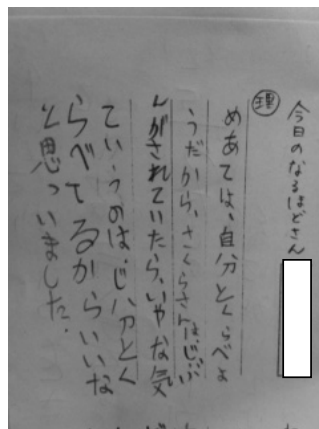 今日のなるほどさん
理
めあては、自分とくらべよ
うだから、さくらさんはじぶ
んがされていたら、いやな気
ていうのは、じ分とく
らべてるからいいな
と思っいました.